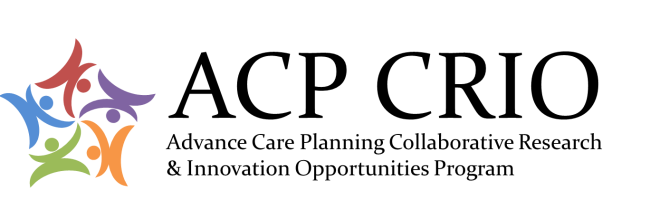 ACP CRIO
Advance Care Planning Collaborative Research
& Innovation Opportunities Program